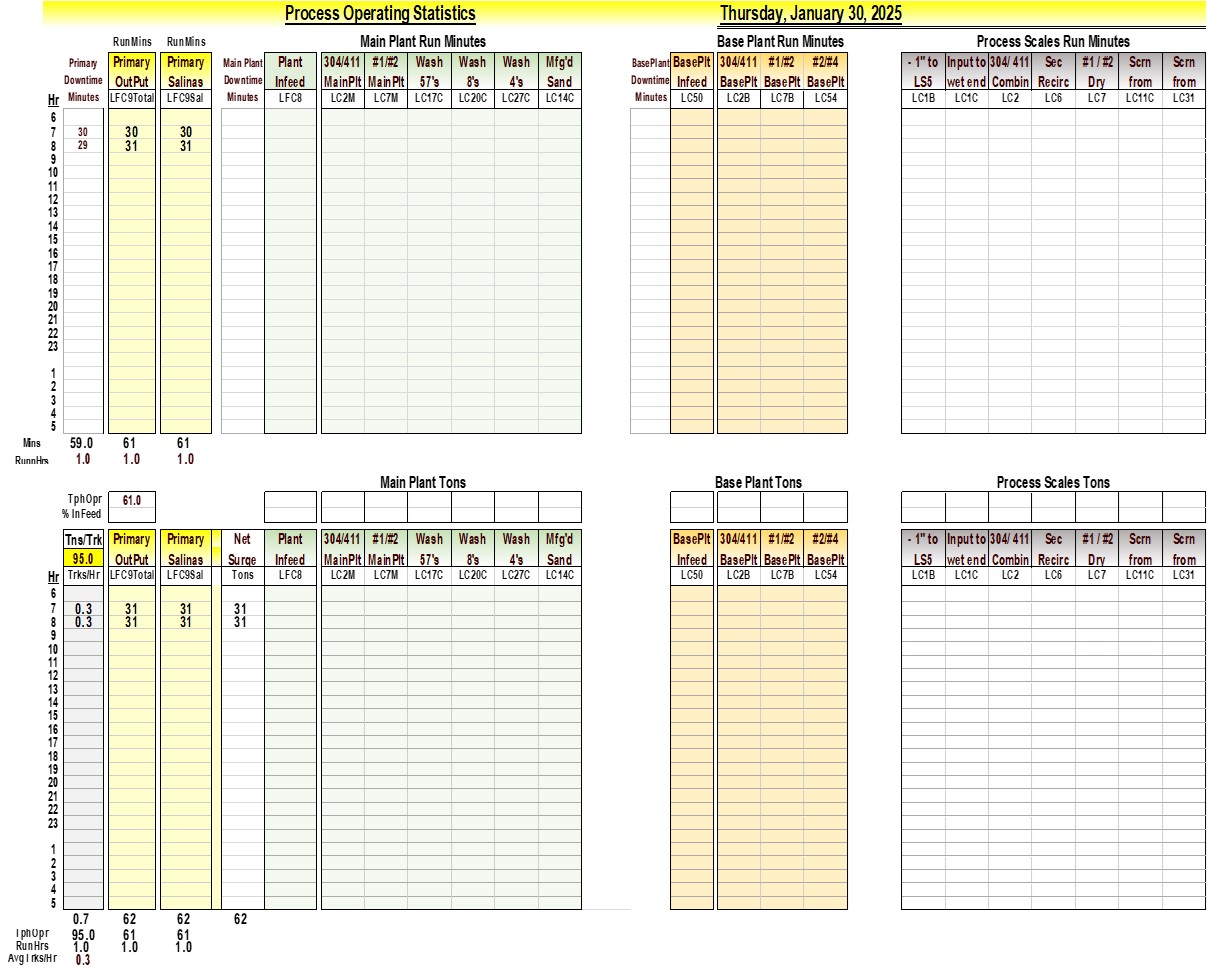 Process Operating Statistics Thursday, January 30, 2025
RunMins RunMins Main Plant Run Minutes Base Plant Run Minutes Process Scales Run Minutes
Primary Primary Primary Main Plant Plant 304/411 #1/#2 Wash Wash Wash Mfg'd BasePlant BasePlt 304/411 #1/#2 #2/#4 - 1" to Input to 304/ 411 Sec #1 / #2 Scrn Scrn
Downtime OutPut Salinas Downtime Infeed MainPlt MainPlt 57's 8's 4's Sand Downtime Infeed BasePlt BasePlt BasePlt LS5 wet end Combin Recirc Dry from from
Hr Minutes LFC9Total LFC9Sal Minutes LFC8 LC2M LC7M LC17C LC20C LC27C LC14C Minutes LC50 LC2B LC7B LC54 LC1B LC1C LC2 LC6 LC7 LC11C LC31
6
7 30 30 30
8 29 31 31
9
10
11
12
13
14
15
16
17
18
19
20
21
22
23
1
2
3
4
5
Mins 59.0 61 61
RunnHrs 1.0 1.0 1.0
Main Plant Tons Base Plant Tons Process Scales Tons
TphOpr 61.0
% InFeed
Tns/Trk Primary Primary Net Plant 304/411 #1/#2 Wash Wash Wash Mfg'd BasePlt 304/411 #1/#2 #2/#4 - 1" to Input to 304/ 411 Sec #1 / #2 Scrn Scrn
95.0 OutPut Salinas Surge Infeed MainPlt MainPlt 57's 8's 4's Sand Infeed BasePlt BasePlt BasePlt LS5 wet end Combin Recirc Dry from from
Hr Trks/Hr LFC9Total LFC9Sal Tons LFC8 LC2M LC7M LC17C LC20C LC27C LC14C LC50 LC2B LC7B LC54 LC1B LC1C LC2 LC6 LC7 LC11C LC31
6
7 0.3 31 31 31
8 0.3 31 31 31
9
10
11
12
13
14
15
16
17
18
19
20
21
22
23
1
2
3
4
5
0.7 62 62 62
TphOpr 95.0 61 61
RunHrs 1.0 1.0 1.0
AvgTrks/Hr 0.3